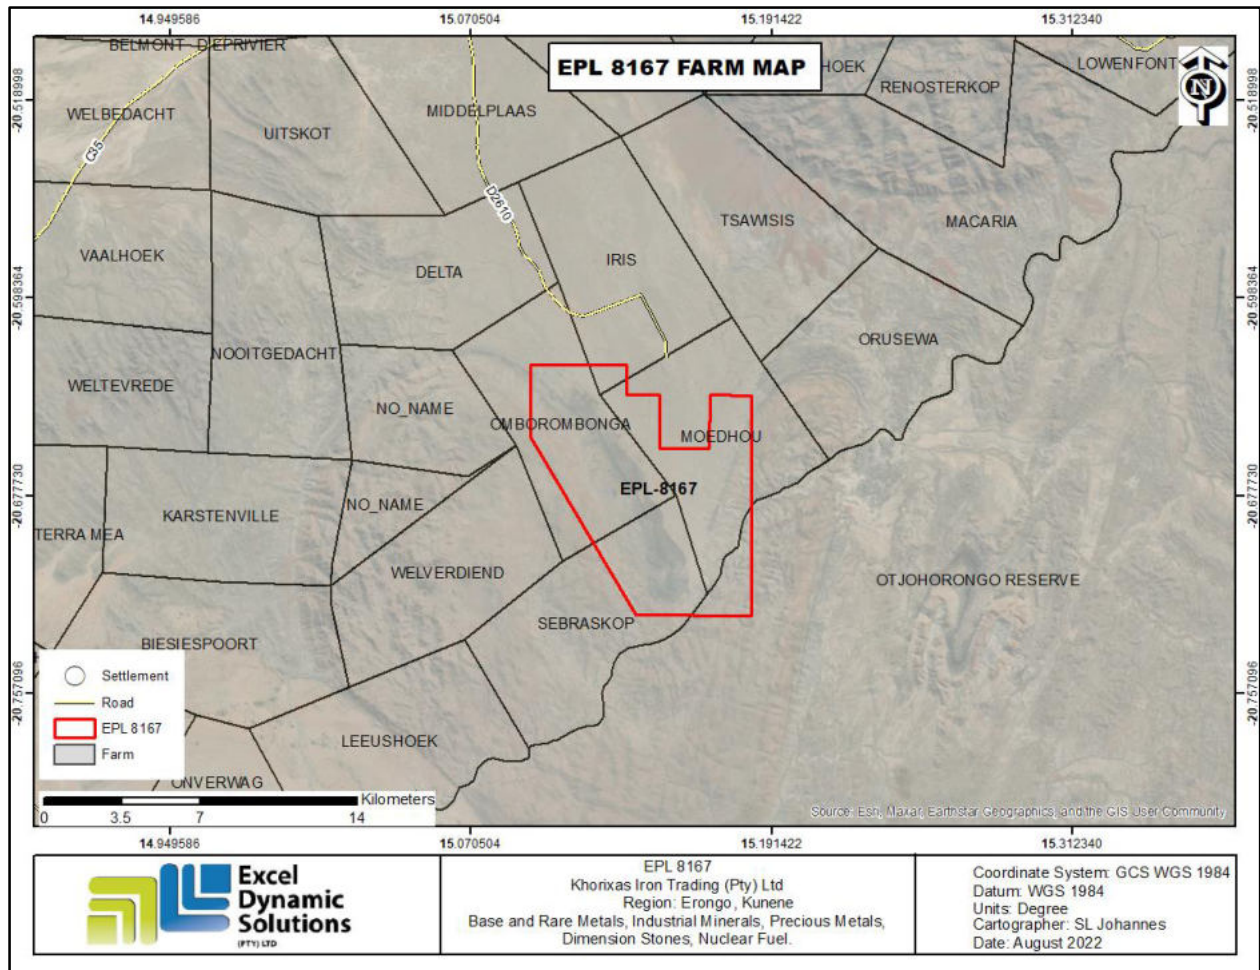 14.949586 15.070504 15.191422 15.312340
EPL 8167 FARM MAP
N
BELMONT DIEPRIVIER
HOEK
LOWENFONT
RENOSTERKOP
-20.518998 -20.518998
WELBEDACHT
MIDDELPLAAS
UITSKOT
C35
D2610
TSAWISIS
MACARIA
VAALHOEK
IRIS
DELTA
-20.598364 -20.598364
ORUSEWA
NOOITGEDACHT
WELTEVREDE
NO_NAME
OMBOROMBONGA
MOEDHOU
EPL-8167
-20.677730 -20.677730
NO_NAME
KARSTENVILLE
TERRA MEA
WELVERDIEND
OTJOHORONGO RESERVE
SEBRASKOP
BIESIESPOORT
-20.757096 -20.757096
Settlement
Road
EPL 8167
Farm
LEEUSHOEK
ONVERWAG
Kilometers
0 3.5 7 14
Source: Esri, Maxar, Earthstar Geographics, and the GIS User Community
14.949586 15.070504 15.191422 15.312340
Excel
Dynamic
Solutions
(PTY) LTD
EPL 8167
Khorixas Iron Trading (Pty) Ltd
Region: Erongo , Kunene
Base and Rare Metals, Industrial Minerals, Precious Metals,
Dimension Stones, Nuclear Fuel.
Coordinate System: GCS WGS 1984
Datum: WGS 1984
Units: Degree
Cartographer: SL Johannes
Date: August 2022